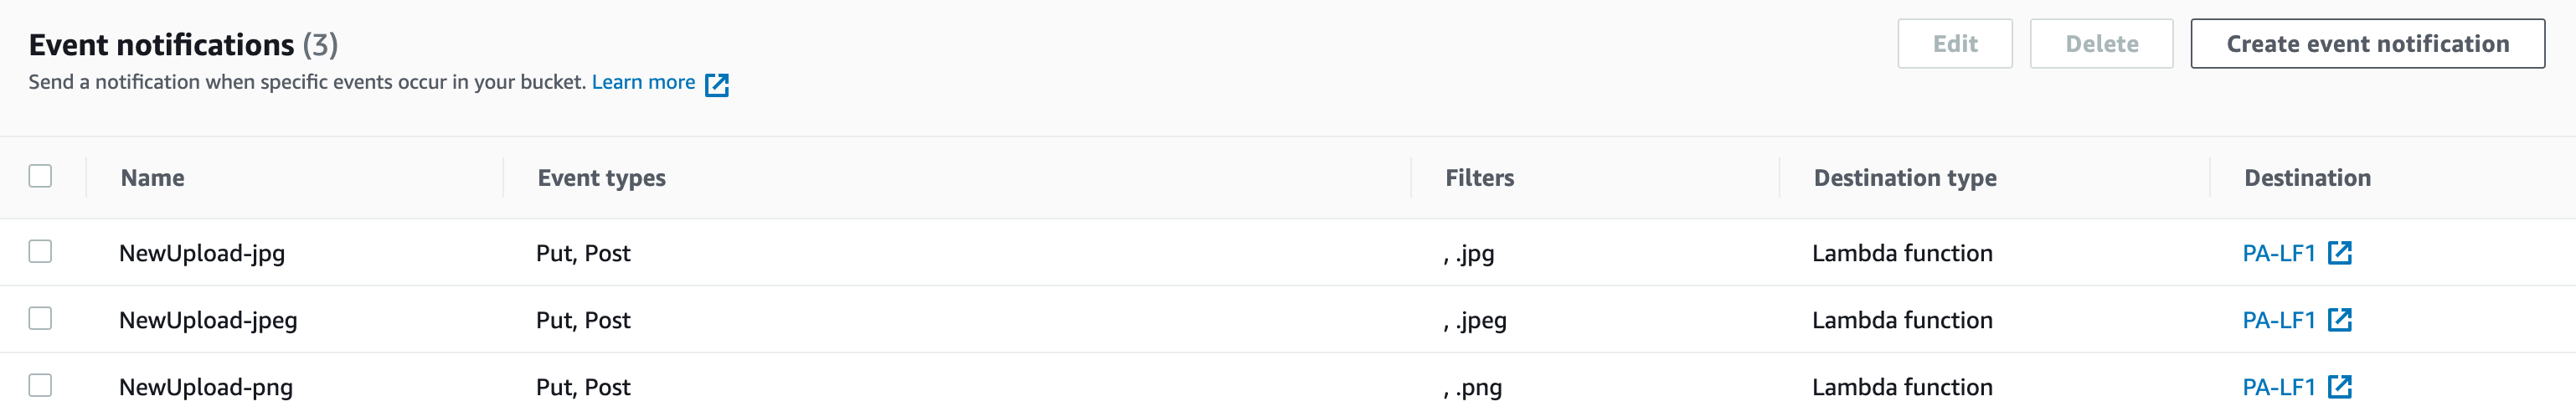 Event notifications (3)
Send a notification when specific events occur in your bucket. Learn more
Edit
Delete
Create event notification
Name Event types Filters Destination type Destination
NewUpload-jpg Put, Post , .jpg Lambda function PA-LF1
NewUpload-jpeg Put, Post , .jpeg Lambda function PA-LF1
NewUpload-png Put, Post , .png Lambda function PA-LF1